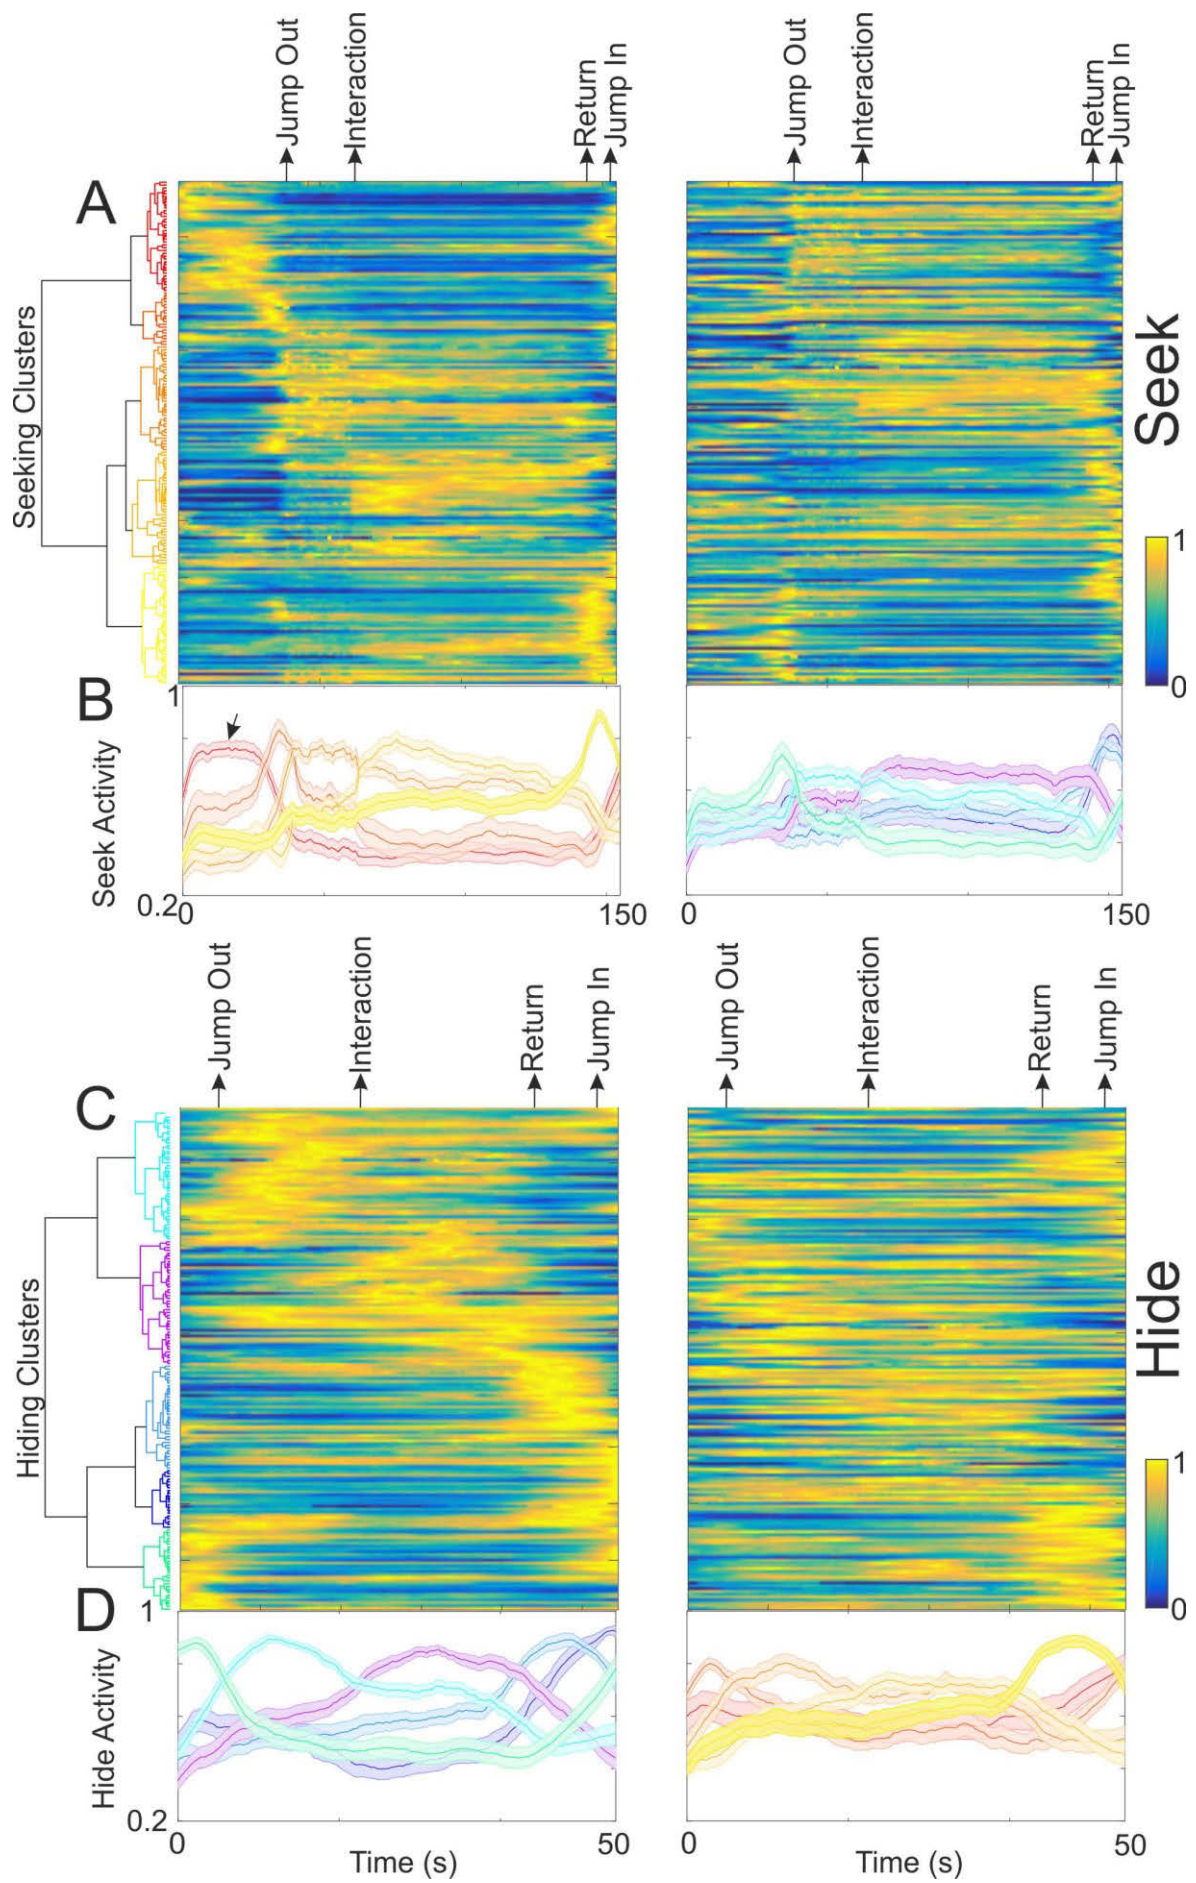 Jump Out
Interaction
Return
Jump In
Jump Out
Interaction
Return
Jump In
A
Seeking Clusters
Seek
1
0
B
1
Seek Activity
0.2
0
150
0
150
Jump Out
Interaction
Return
Jump In
Jump Out
Interaction
Return
Jump In
C
Hiding Clusters
Hide
1
0
D
1
Hide Activity
0.2
0
50
0
50
Time (s)
Time (s)